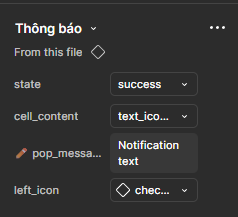 Thông báo
From this file
state
success
cell_content
text_ico...
pop_messa...
Notification
text
left_icon
chec...